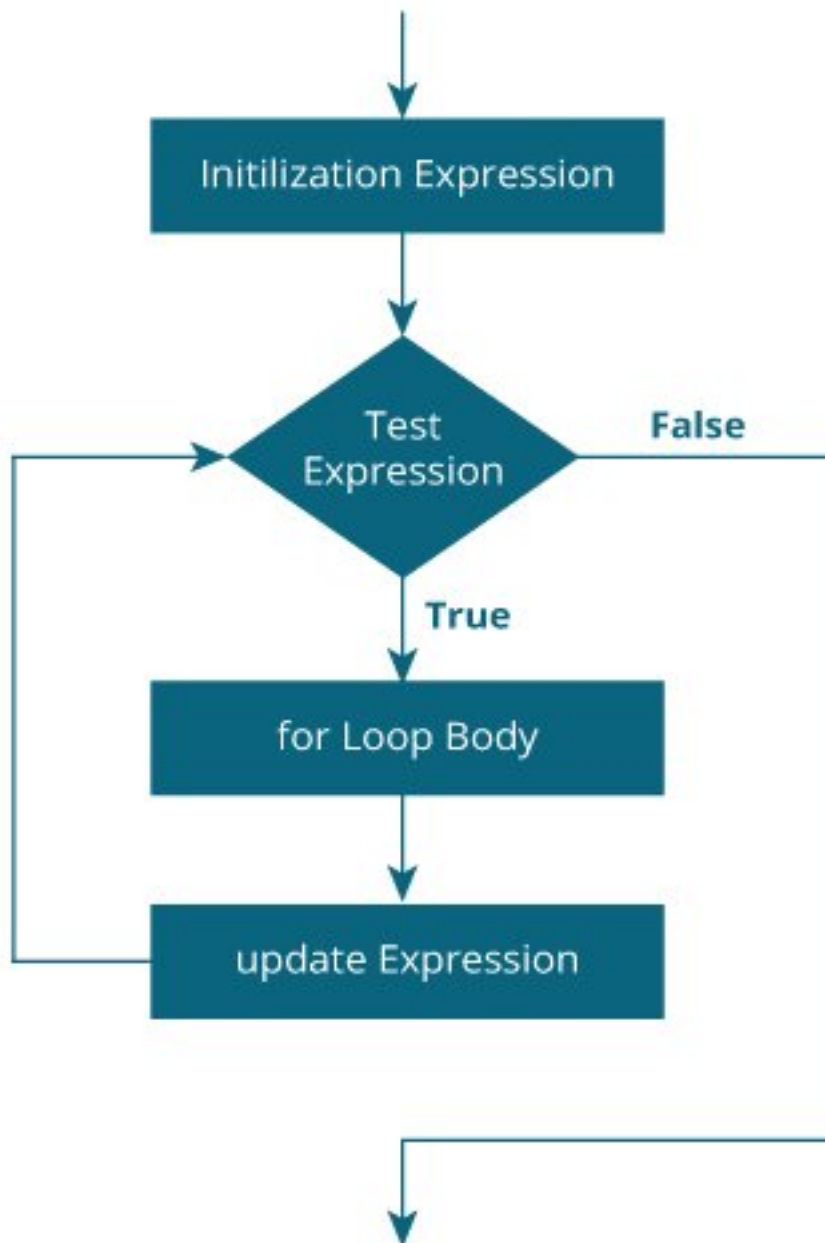 Initilization Expression
Test
Expression
False
True
for Loop Body
update Expression